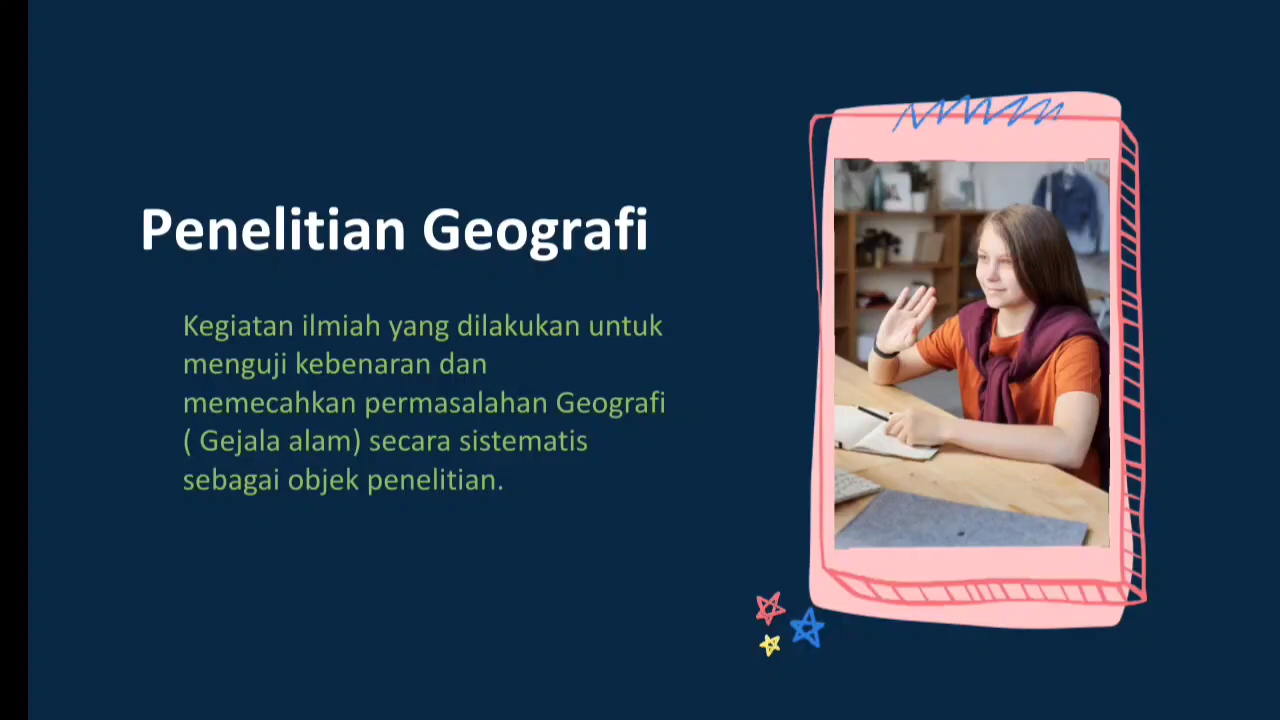 Penelitian Geografi
Kegiatan ilmiah yang dilakukan untuk
menguji kebenaran dan
memecahkan permasalahan Geografi
( Gejala alam) secara sistematis
sebagai objek penelitian.